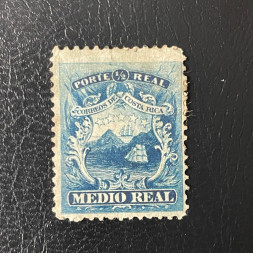 PORTE ½ REAL
CORREOS DE COSTA RICA
MEDIO REAL